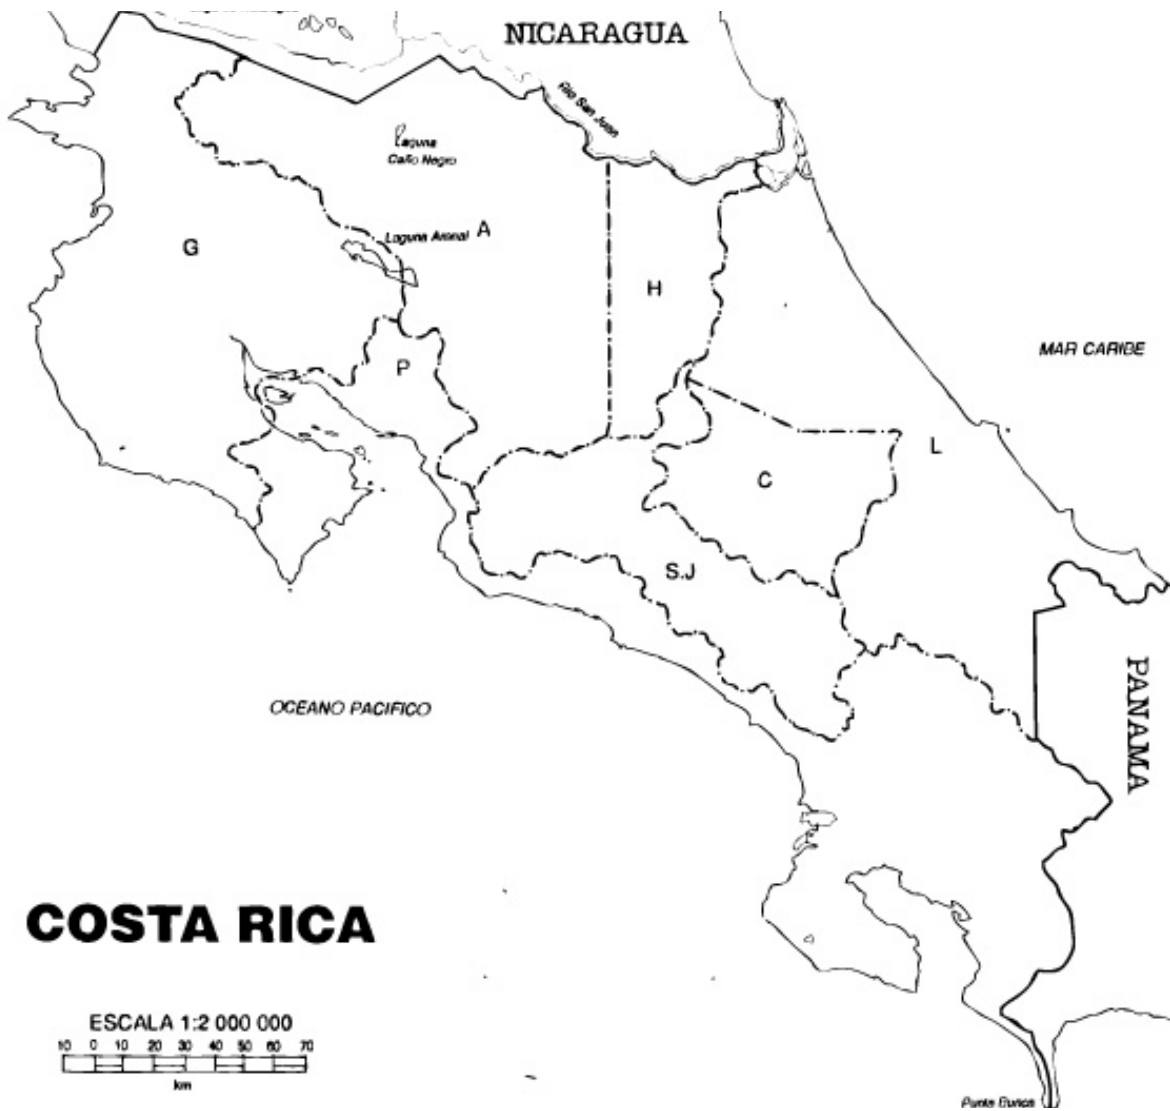 NICARAGUA
Rio San Juan
Laguna
Caño Negro
Laguna Arenal
A
G
H
MAR CARIBE
P
L
C
S.J
PANAMA
OCEANO PACIFICO
COSTA RICA
ESCALA 1:2 000 000
10 0 10 20 30 40 50 60 70
km
Punta Burica